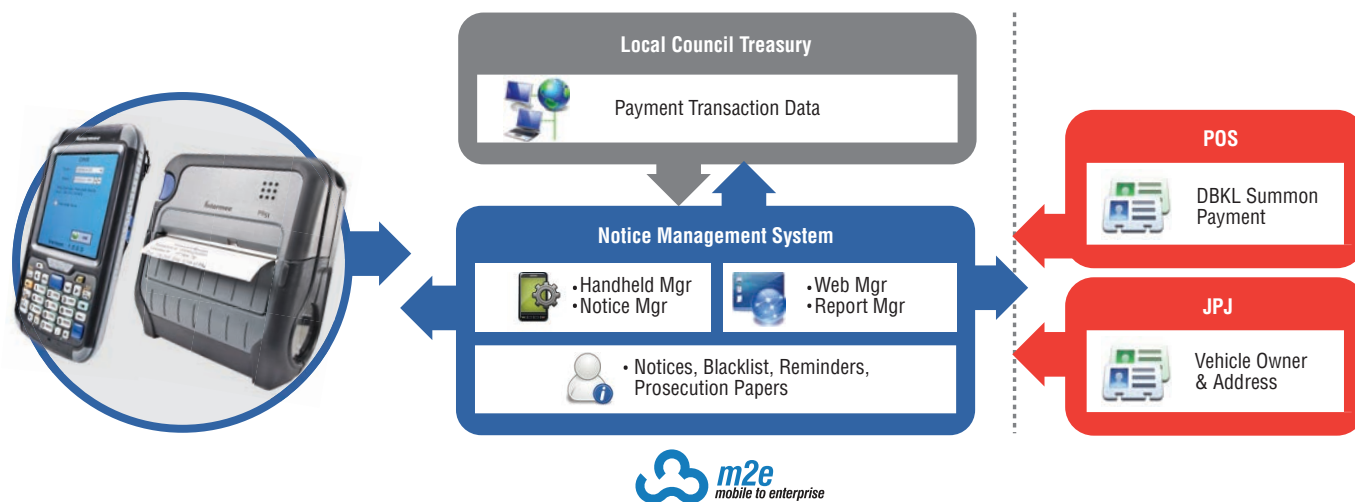 Local Council Treasury
Payment Transaction Data
Intermec
Notice Management System
•Handheld Mgr
•Notice Mgr
•Web Mgr
•Report Mgr
• Notices, Blacklist, Reminders,
Prosecution Papers
POS
DBKL Summon
Payment
JPJ
Vehicle Owner
& Address
m2e
mobile to enterprise